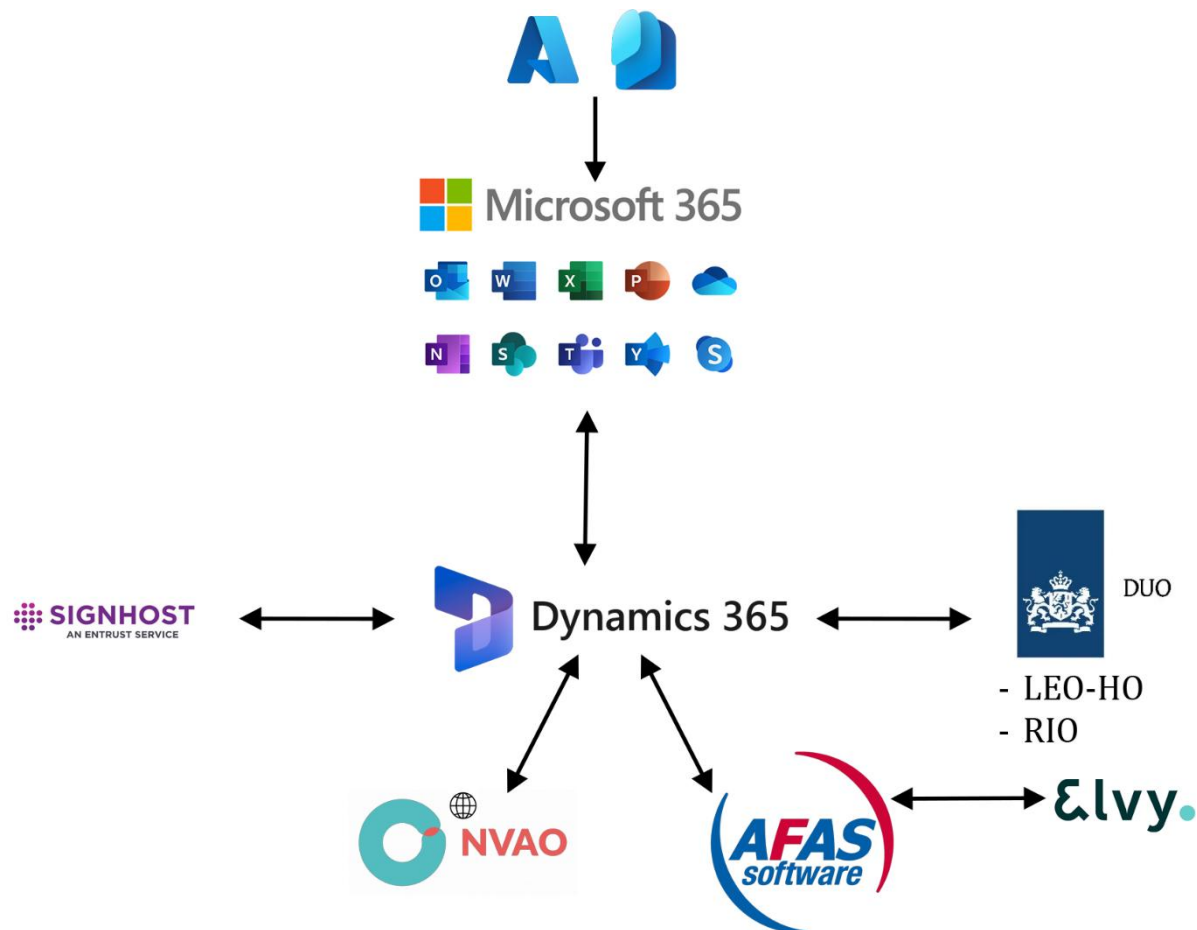 Microsoft 365
O W X P
N S T Y S
SIGNHOST
AN ENTRUST SERVICE
Dynamics 365
DUO
- LEO-HO
- RIO
NVAO
AFAS
software
Elvy.